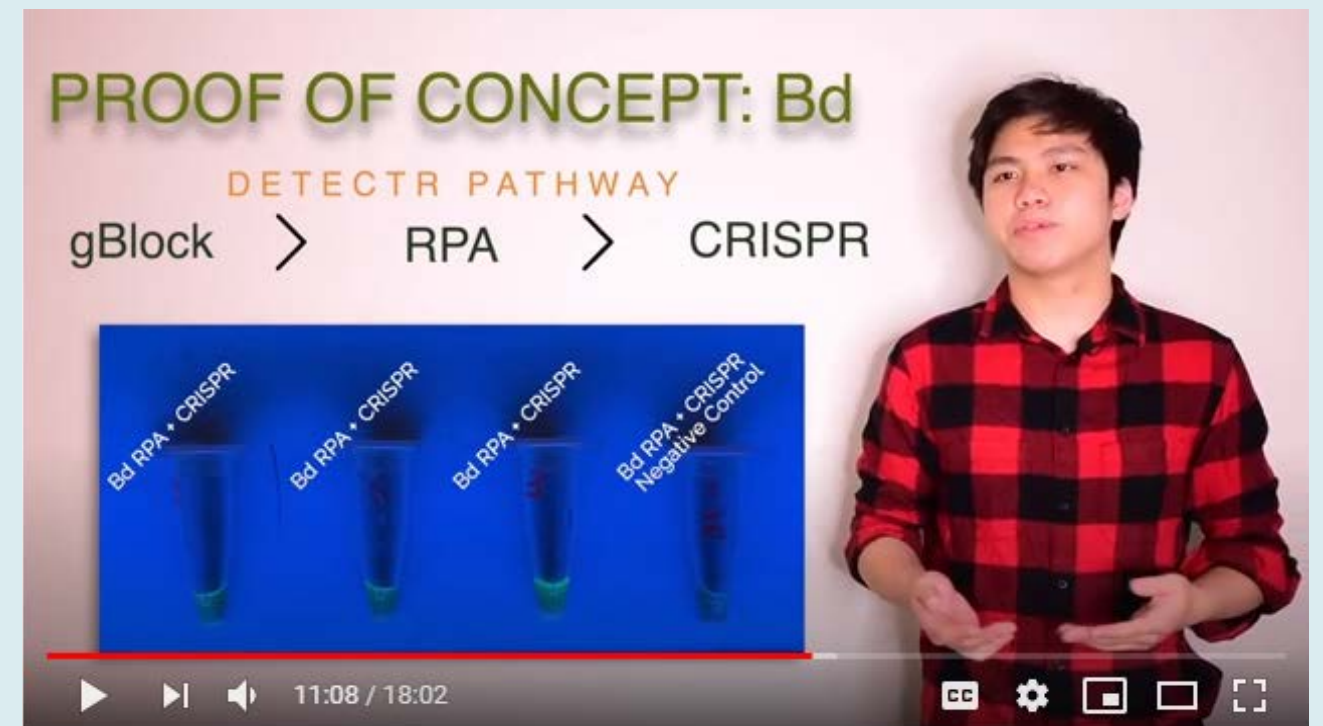 PROOF OF CONCEPT: Bd
DETECTR PATHWAY
gBlock > RPA > CRISPR
Bd RPA + CRISPR
Bd RPA + CRISPR
Bd RPA + CRISPR
Bd RPA + CRISPR
Negative Control
11:08 / 18:02
CC